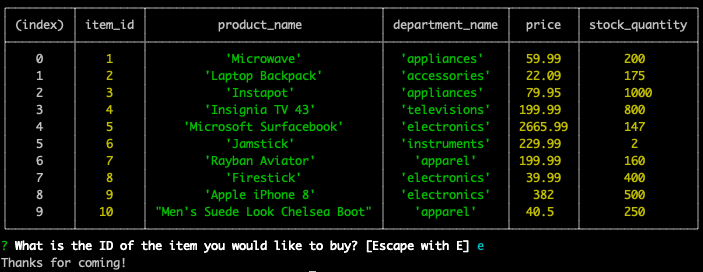 (index) item_id product_name department_name price stock_quantity
0 1 'Microwave' 'appliances' 59.99 200
1 2 'Laptop Backpack' 'accessories' 22.09 175
2 3 'Instapot' 'appliances' 79.95 1000
3 4 'Insignia TV 43' 'televisions' 199.99 800
4 5 'Microsoft Surfacebook' 'electronics' 2665.99 147
5 6 'Jamstick' 'instruments' 229.99 2
6 7 'Rayban Aviator' 'apparel' 199.99 160
7 8 'Firestick' 'electronics' 39.99 400
8 9 'Apple iPhone 8' 'electronics' 382 500
9 10 "Men's Suede Look Chelsea Boot" 'apparel' 40.5 250
? What is the ID of the item you would like to buy? [Escape with E] e
Thanks for coming!